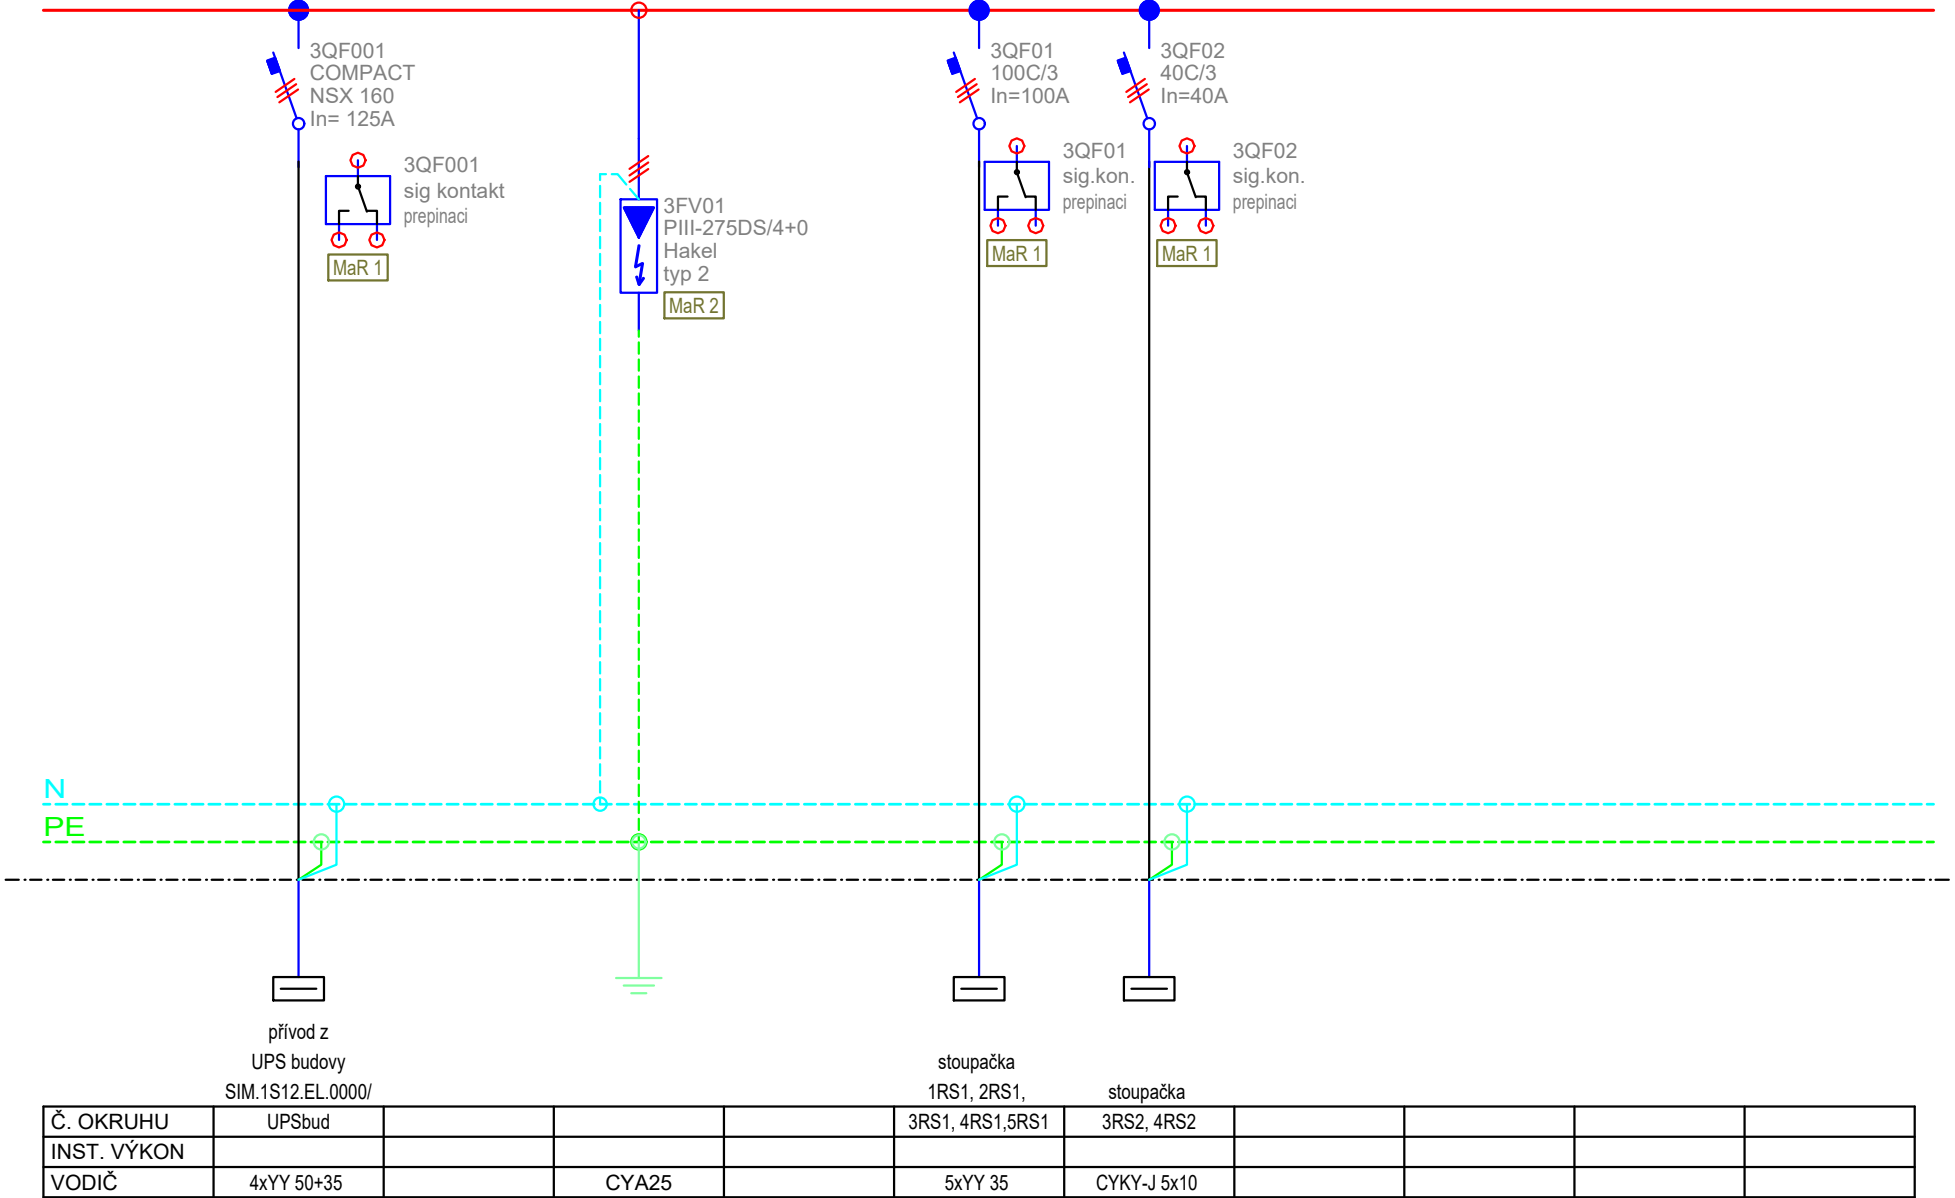 3QF001
COMPACT
NSX 160
In= 125A
3QF001
sig kontakt
prepinaci
MaR 1
3FV01
PIII-275DS/4+0
Hakel
typ 2
MaR 2
3QF01
100C/3
In=100A
3QF01
sig.kon.
prepinaci
MaR 1
3QF02
40C/3
In=40A
3QF02
sig.kon.
prepinaci
MaR 1
N
PE
přívod z
UPS budovy
SIM.1S12.EL.0000/
stoupačka
1RS1, 2RS1,
stoupačka
Č. OKRUHU UPSbud 3RS1, 4RS1,5RS1 3RS2, 4RS2
INST. VÝKON
VODIČ 4xYY 50+35 CYA25 5xYY 35 CYKY-J 5x10